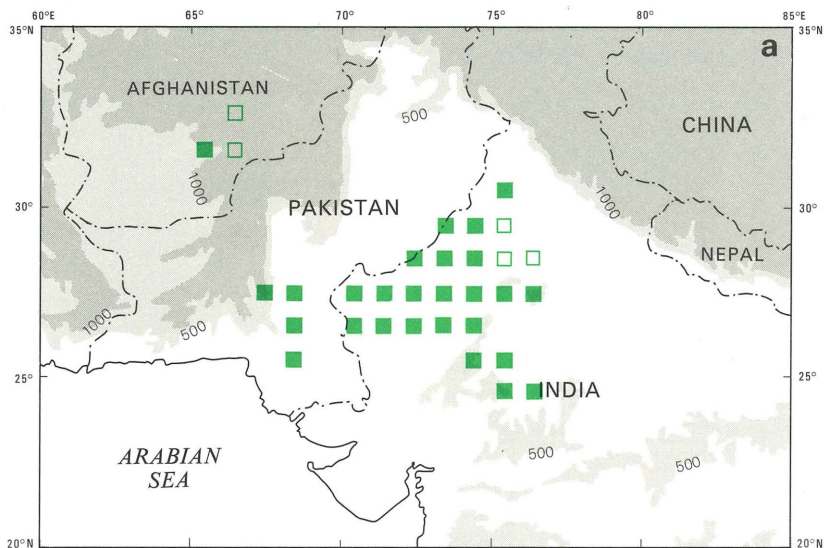 60°E 65° 70° 75° 80° 85°E
35°N 35°N
a
AFGHANISTAN
500
CHINA
1000
PAKISTAN
1000
30° 30°
NEPAL
1000
500
25° 25°
INDIA
ARABIAN
SEA
500
500
20°N 20°N